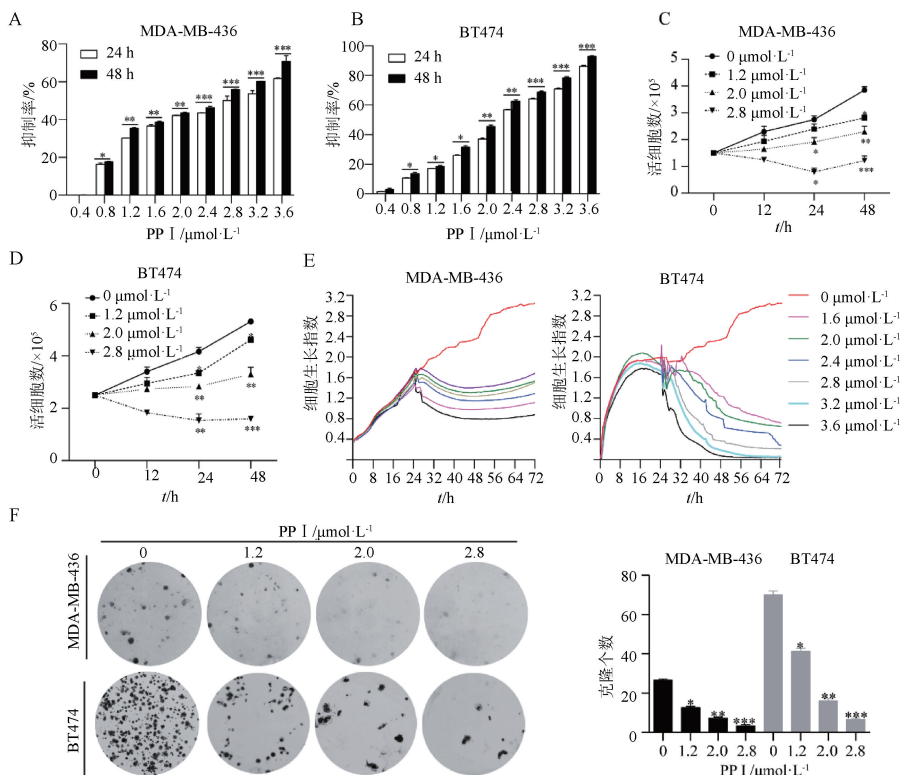 A
MDA-MB-436
80
60
40
20
0
抑制率/%
24 h
48 h
*
**
**
**
***
***
***
***
0.4 0.8 1.2 1.6 2.0 2.4 2.8 3.2 3.6
PPⅠ/μmol·L⁻¹
B
BT474
100
80
60
40
20
0
抑制率/%
24 h
48 h
*
*
*
**
**
***
***
***
0.4 0.8 1.2 1.6 2.0 2.4 2.8 3.2 3.6
PPⅠ/μmol·L⁻¹
C
MDA-MB-436
5
4
3
2
1
0
活细胞数/×10⁵
0 μmol·L⁻¹
1.2 μmol·L⁻¹
2.0 μmol·L⁻¹
2.8 μmol·L⁻¹
*
*
*
**
***
0 12 24 48
t/h
D
BT474
6
4
2
0
活细胞数/×10⁵
0 μmol·L⁻¹
1.2 μmol·L⁻¹
2.0 μmol·L⁻¹
2.8 μmol·L⁻¹
*
*
**
**
**
***
0 12 24 48
t/h
E
MDA-MB-436
3.2
2.8
2.4
2.0
1.6
1.2
0.8
0.4
细胞生长指数
0 8 16 24 32 40 48 56 64 72
t/h
BT474
3.2
2.8
2.4
2.0
1.6
1.2
0.8
0.4
细胞生长指数
0 8 16 24 32 40 48 56 64 72
t/h
0 μmol·L⁻¹
1.6 μmol·L⁻¹
2.0 μmol·L⁻¹
2.4 μmol·L⁻¹
2.8 μmol·L⁻¹
3.2 μmol·L⁻¹
3.6 μmol·L⁻¹
F
PPⅠ/μmol·L⁻¹
0 1.2 2.0 2.8
MDA-MB-436
BT474
MDA-MB-436 BT474
80
60
40
20
0
克隆个数
* ** *** * ** ***
0 1.2 2.0 2.8 0 1.2 2.0 2.8
PPⅠ/μmol·L⁻¹